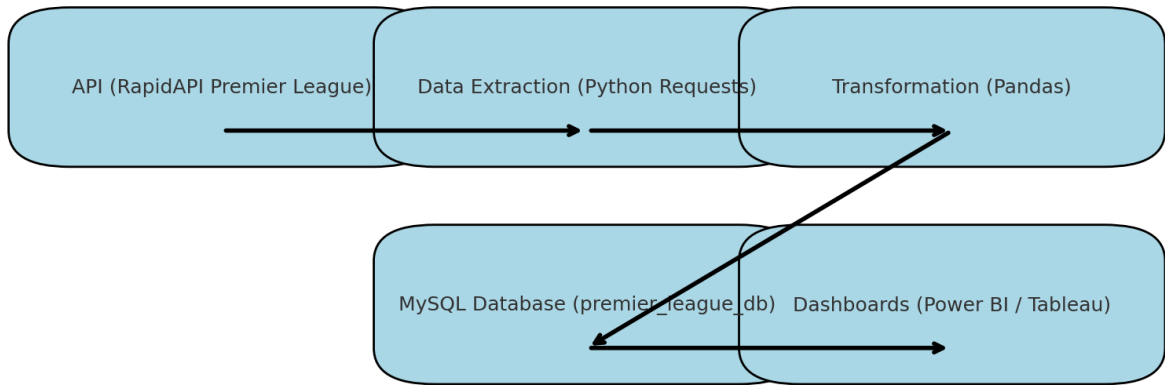 API (RapidAPI Premier League)
Data Extraction (Python Requests)
Transformation (Pandas)
MySQL Database (premier_league_db)
Dashboards (Power BI / Tableau)